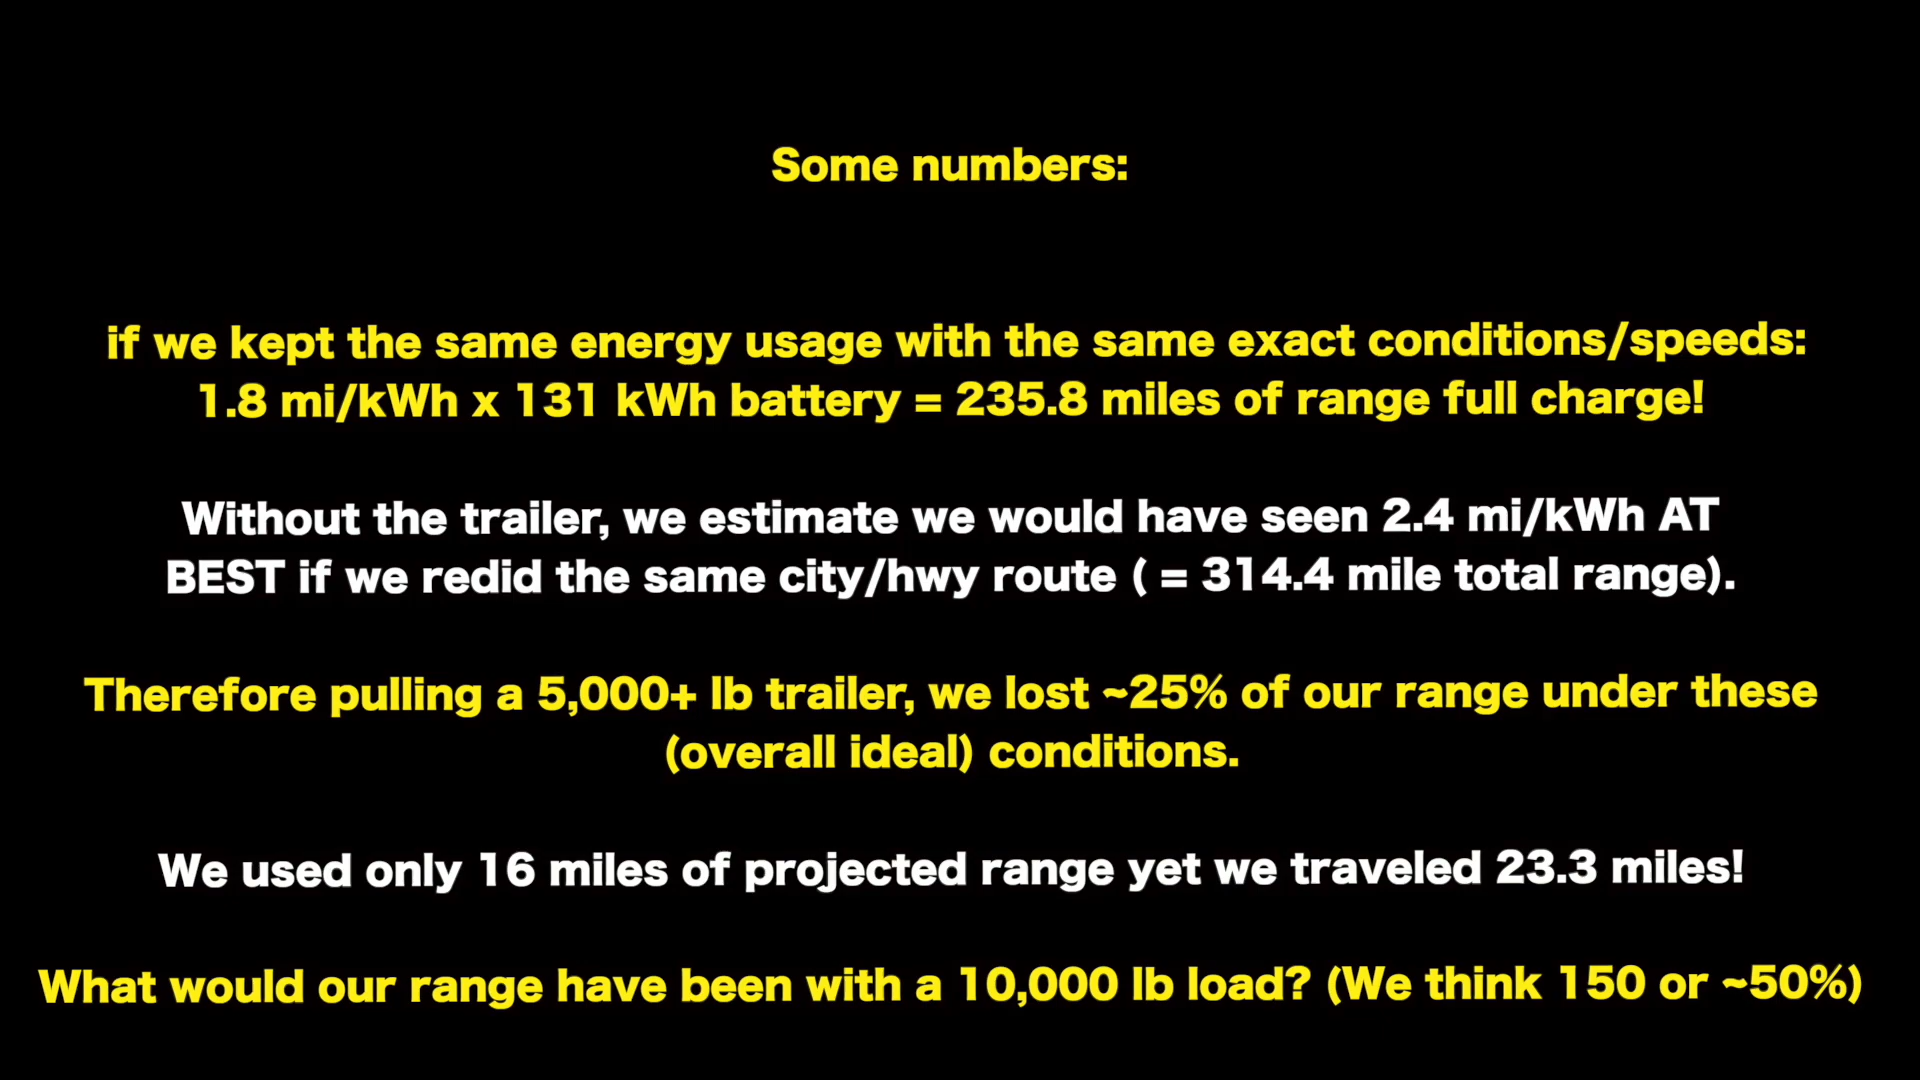 Some numbers:
if we kept the same energy usage with the same exact conditions/speeds:
1.8 mi/kWh x 131 kWh battery = 235.8 miles of range full charge!
Without the trailer, we estimate we would have seen 2.4 mi/kWh AT
BEST if we redid the same city/hwy route ( = 314.4 mile total range).
Therefore pulling a 5,000+ lb trailer, we lost ~25% of our range under these
(overall ideal) conditions.
We used only 16 miles of projected range yet we traveled 23.3 miles!
What would our range have been with a 10,000 lb load? (We think 150 or ~50%)